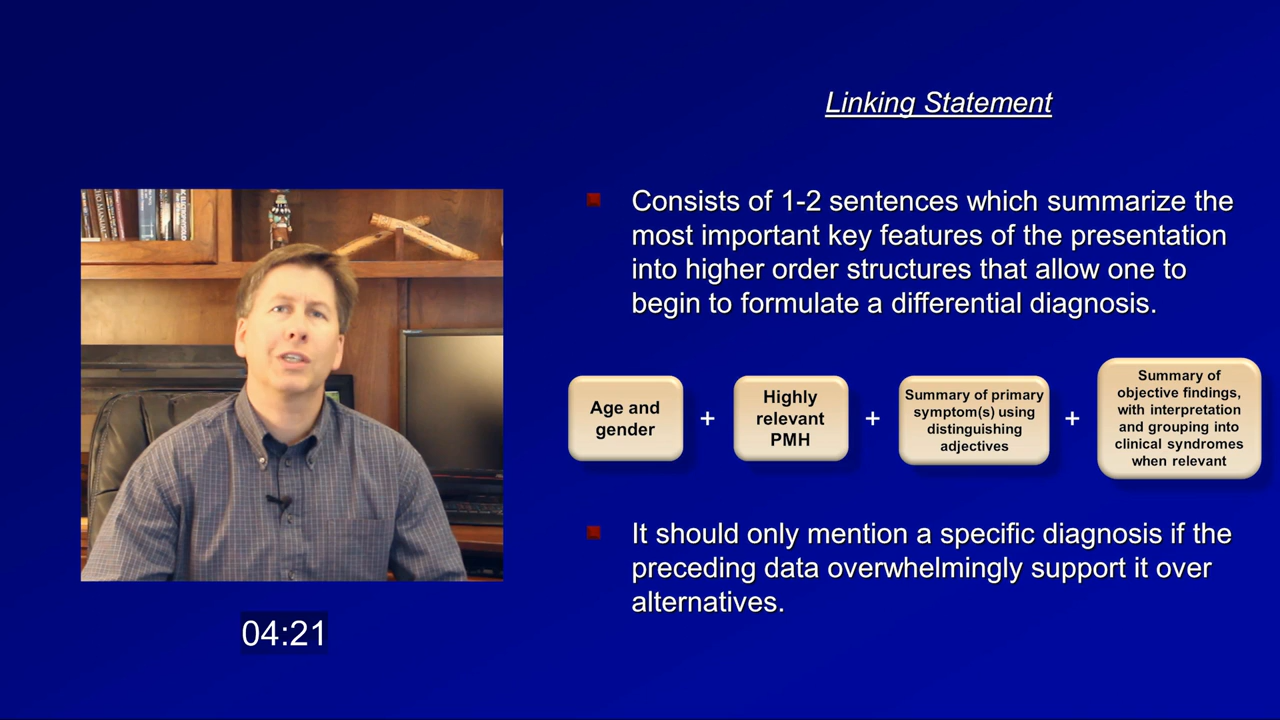 Linking Statement
Consists of 1-2 sentences which summarize the
most important key features of the presentation
into higher order structures that allow one to
begin to formulate a differential diagnosis.
Age and
gender
+
Highly
relevant
PMH
+
Summary of primary
symptom(s) using
distinguishing
adjectives
+
Summary of
objective findings,
with interpretation
and grouping into
clinical syndromes
when relevant
It should only mention a specific diagnosis if the
preceding data overwhelmingly support it over
alternatives.
04:21